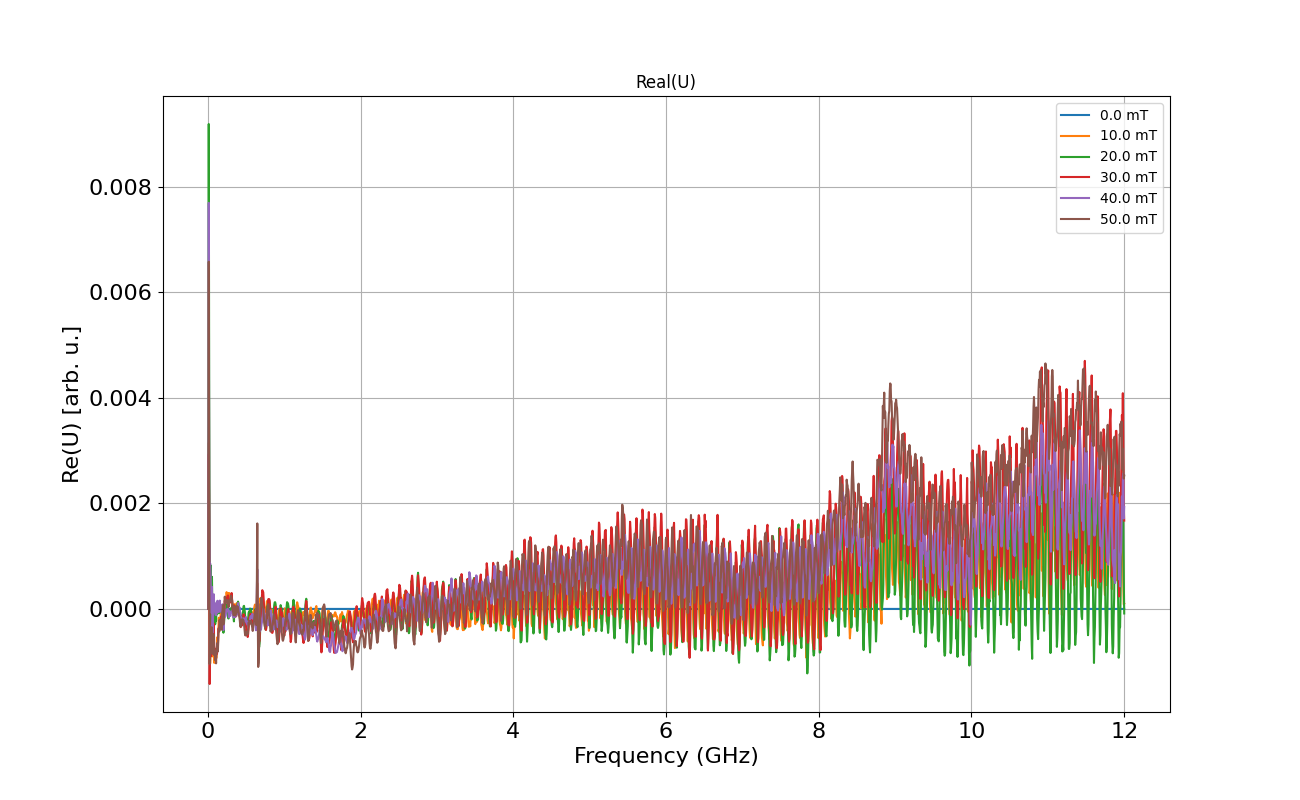 Real(U)
0.0 mT
10.0 mT
20.0 mT
30.0 mT
40.0 mT
50.0 mT
Re(U) [arb. u.]
0.008
0.006
0.004
0.002
0.000
0 2 4 6 8 10 12
Frequency (GHz)